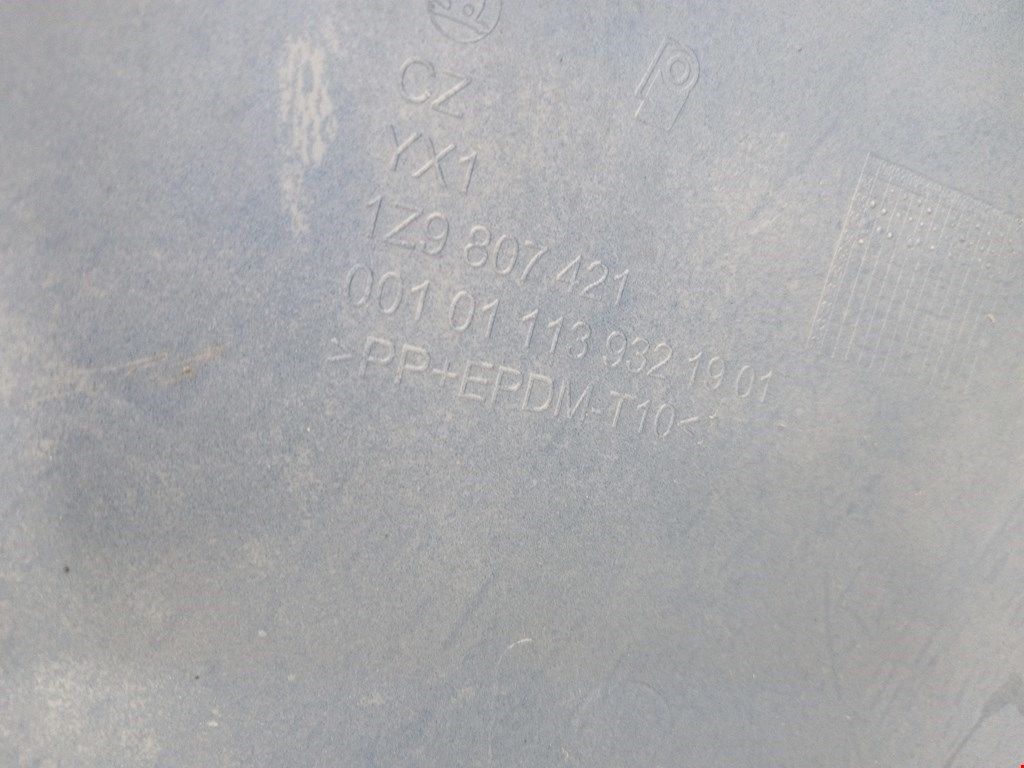 CZ
YX1
1Z9 807 421
001 01 113 932 19 01
>PP+EPDM-T10<